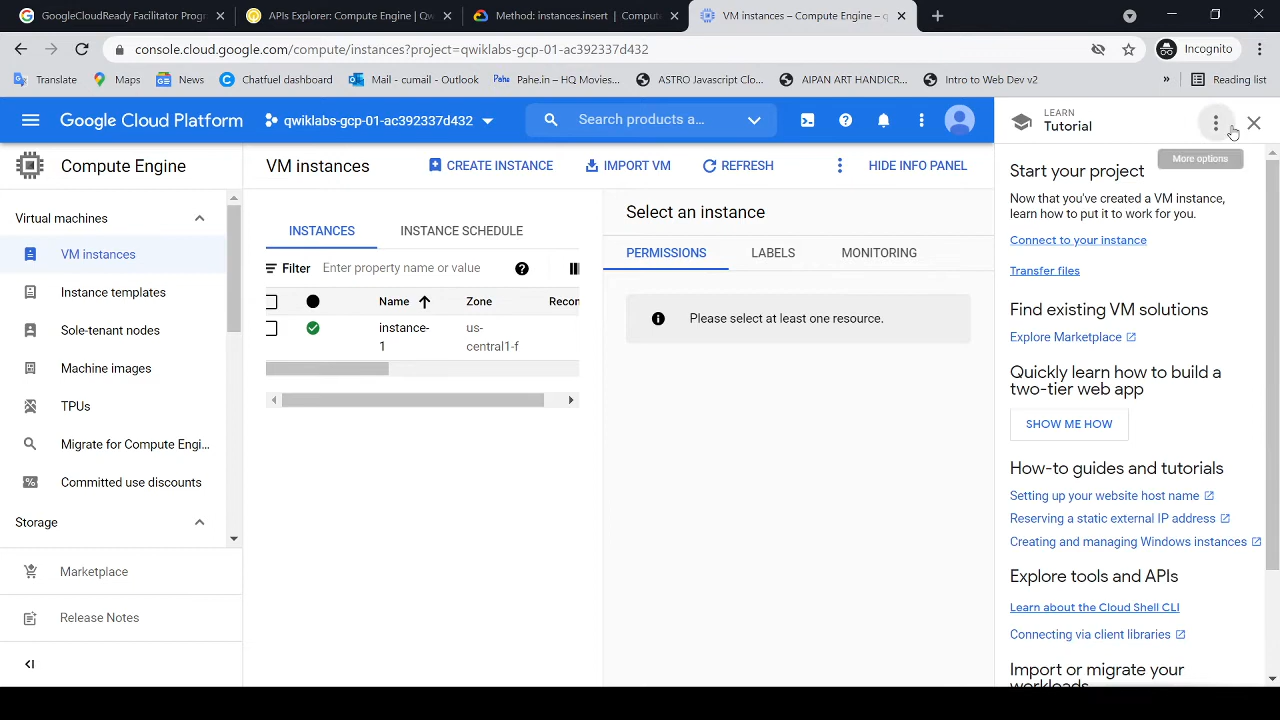 GoogleCloudReady Facilitator Progr
APIs Explorer: Compute Engine | Qw
Method: instances.insert | Compute
VM instances – Compute Engine – q
console.cloud.google.com/compute/instances?project=qwiklabs-gcp-01-ac392337d432
Incognito
Translate
Maps
News
Chatfuel dashboard
Mail - cumail - Outlook
Pahe Pahe.in – HQ Movies...
ASTRO Javascript Clo...
AIPAN ART HANDICR...
Intro to Web Dev v2
»
Reading list
Google Cloud Platform
qwiklabs-gcp-01-ac392337d432
Search products a...
LEARN
Tutorial
More options
Compute Engine
Virtual machines
VM instances
Instance templates
Sole-tenant nodes
Machine images
TPUs
Migrate for Compute Engi...
Committed use discounts
Storage
Marketplace
Release Notes
VM instances
CREATE INSTANCE
IMPORT VM
REFRESH
HIDE INFO PANEL
INSTANCES
INSTANCE SCHEDULE
Filter
Enter property name or value
Name
Zone
Recon
instance-
1
us-
central1-f
Select an instance
PERMISSIONS
LABELS
MONITORING
Please select at least one resource.
Start your project
Now that you've created a VM instance,
learn how to put it to work for you.
Connect to your instance
Transfer files
Find existing VM solutions
Explore Marketplace
Quickly learn how to build a
two-tier web app
SHOW ME HOW
How-to guides and tutorials
Setting up your website host name
Reserving a static external IP address
Creating and managing Windows instances
Explore tools and APIs
Learn about the Cloud Shell CLI
Connecting via client libraries
Import or migrate your
workloads